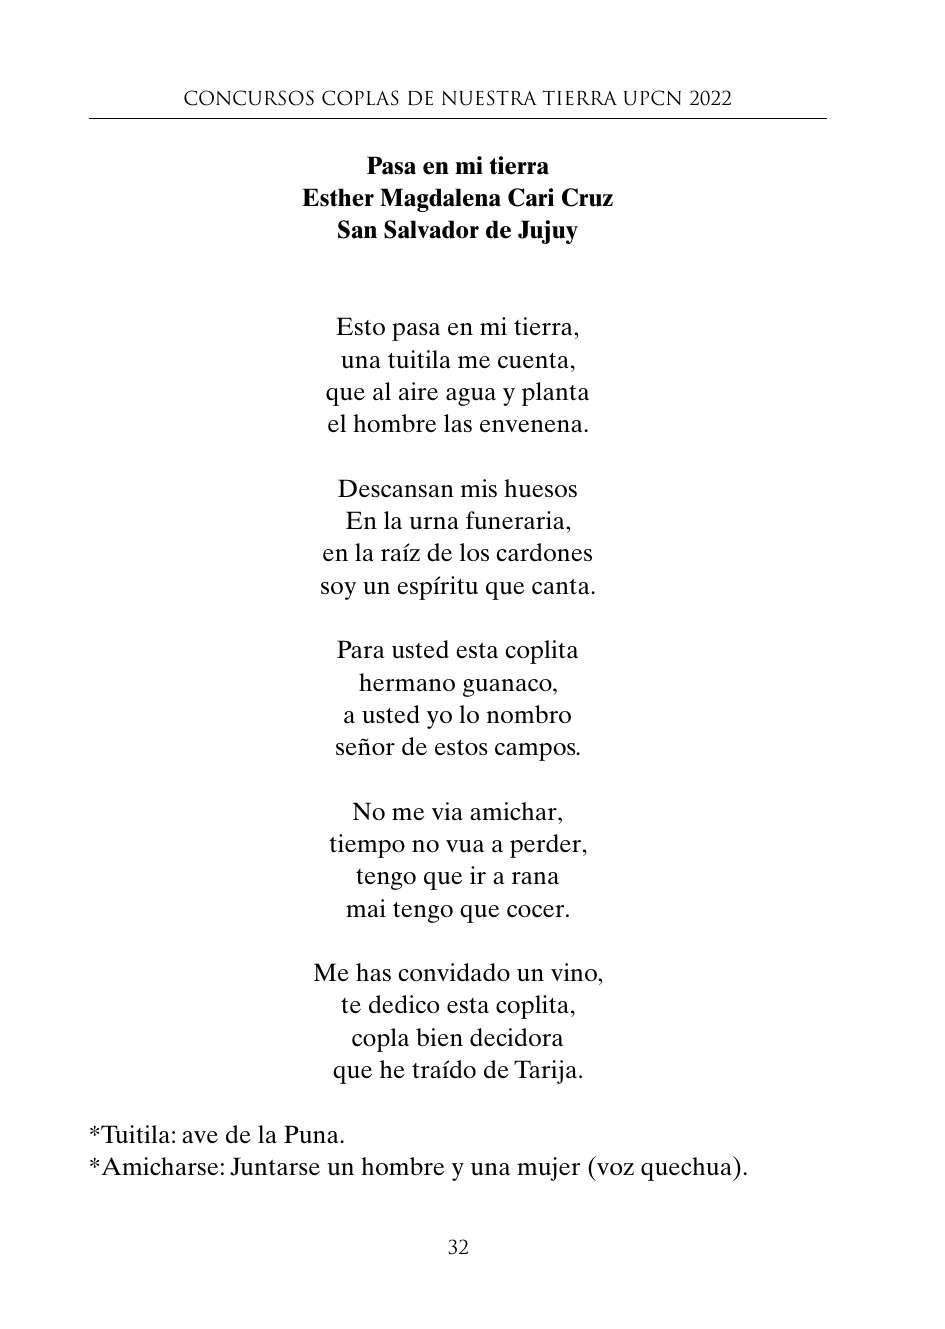 CONCURSOS COPLAS DE NUESTRA TIERRA UPCN 2022
Pasa en mi tierra
Esther Magdalena Cari Cruz
San Salvador de Jujuy
Esto pasa en mi tierra,
una tuitila me cuenta,
que al aire agua y planta
el hombre las envenena.
Descansan mis huesos
En la urna funeraria,
en la raíz de los cardones
soy un espíritu que canta.
Para usted esta coplita
hermano guanaco,
a usted yo lo nombro
señor de estos campos.
No me via amichar,
tiempo no vua a perder,
tengo que ir a rana
mai tengo que cocer.
Me has convidado un vino,
te dedico esta coplita,
copla bien decidora
que he traído de Tarija.
*Tuitila: ave de la Puna.
*Amicharse: Juntarse un hombre y una mujer (voz quechua).
32